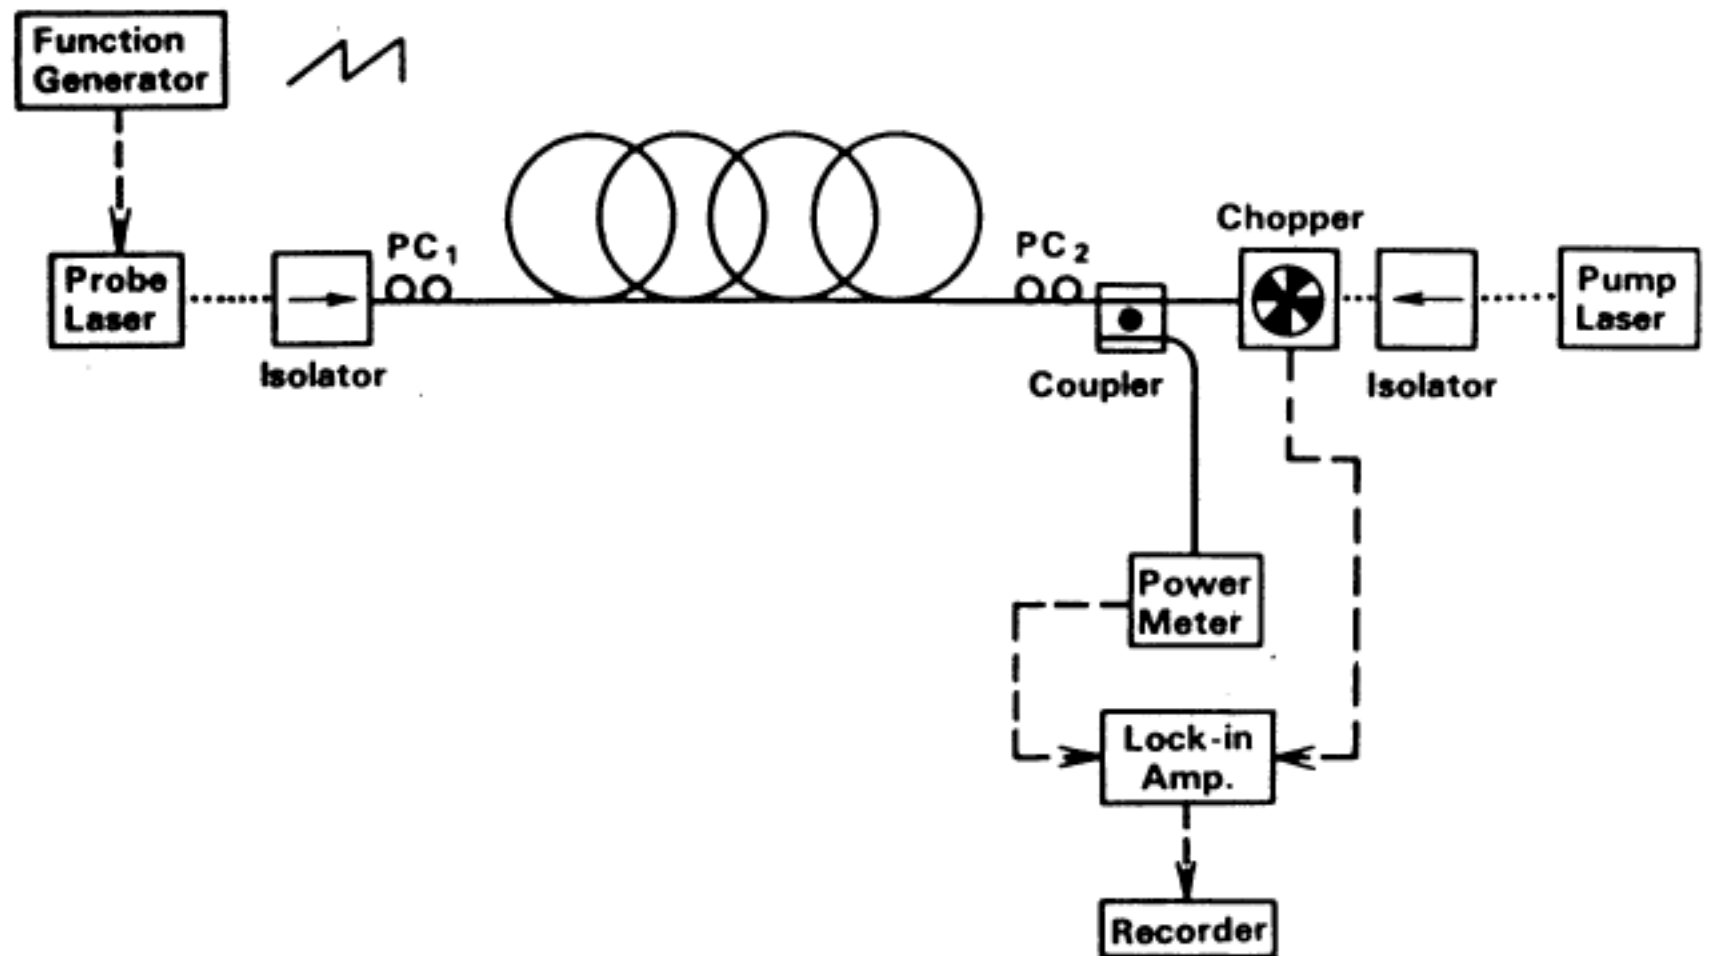 Function
Generator
Chopper
PC1
PC2
Probe
Laser
Pump
Laser
Isolator
Coupler
Isolator
Power
Meter
Lock-in
Amp.
Recorder